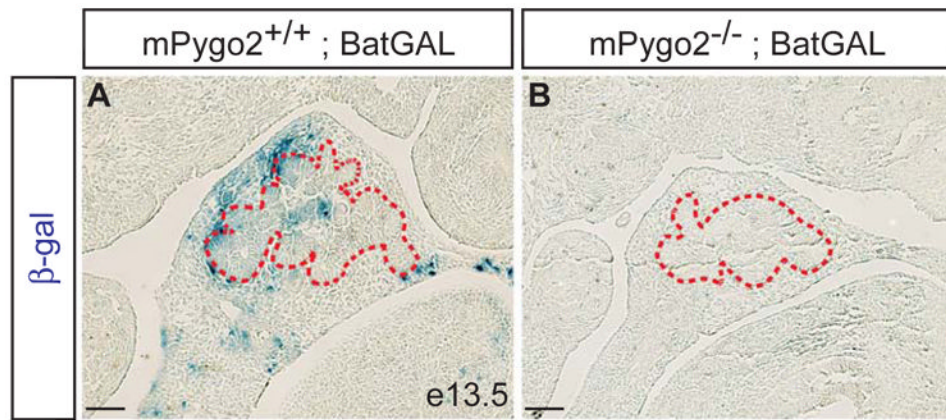 mPygo2+/+ ; BatGAL
mPygo2-/- ; BatGAL
β-gal
A
B
e13.5